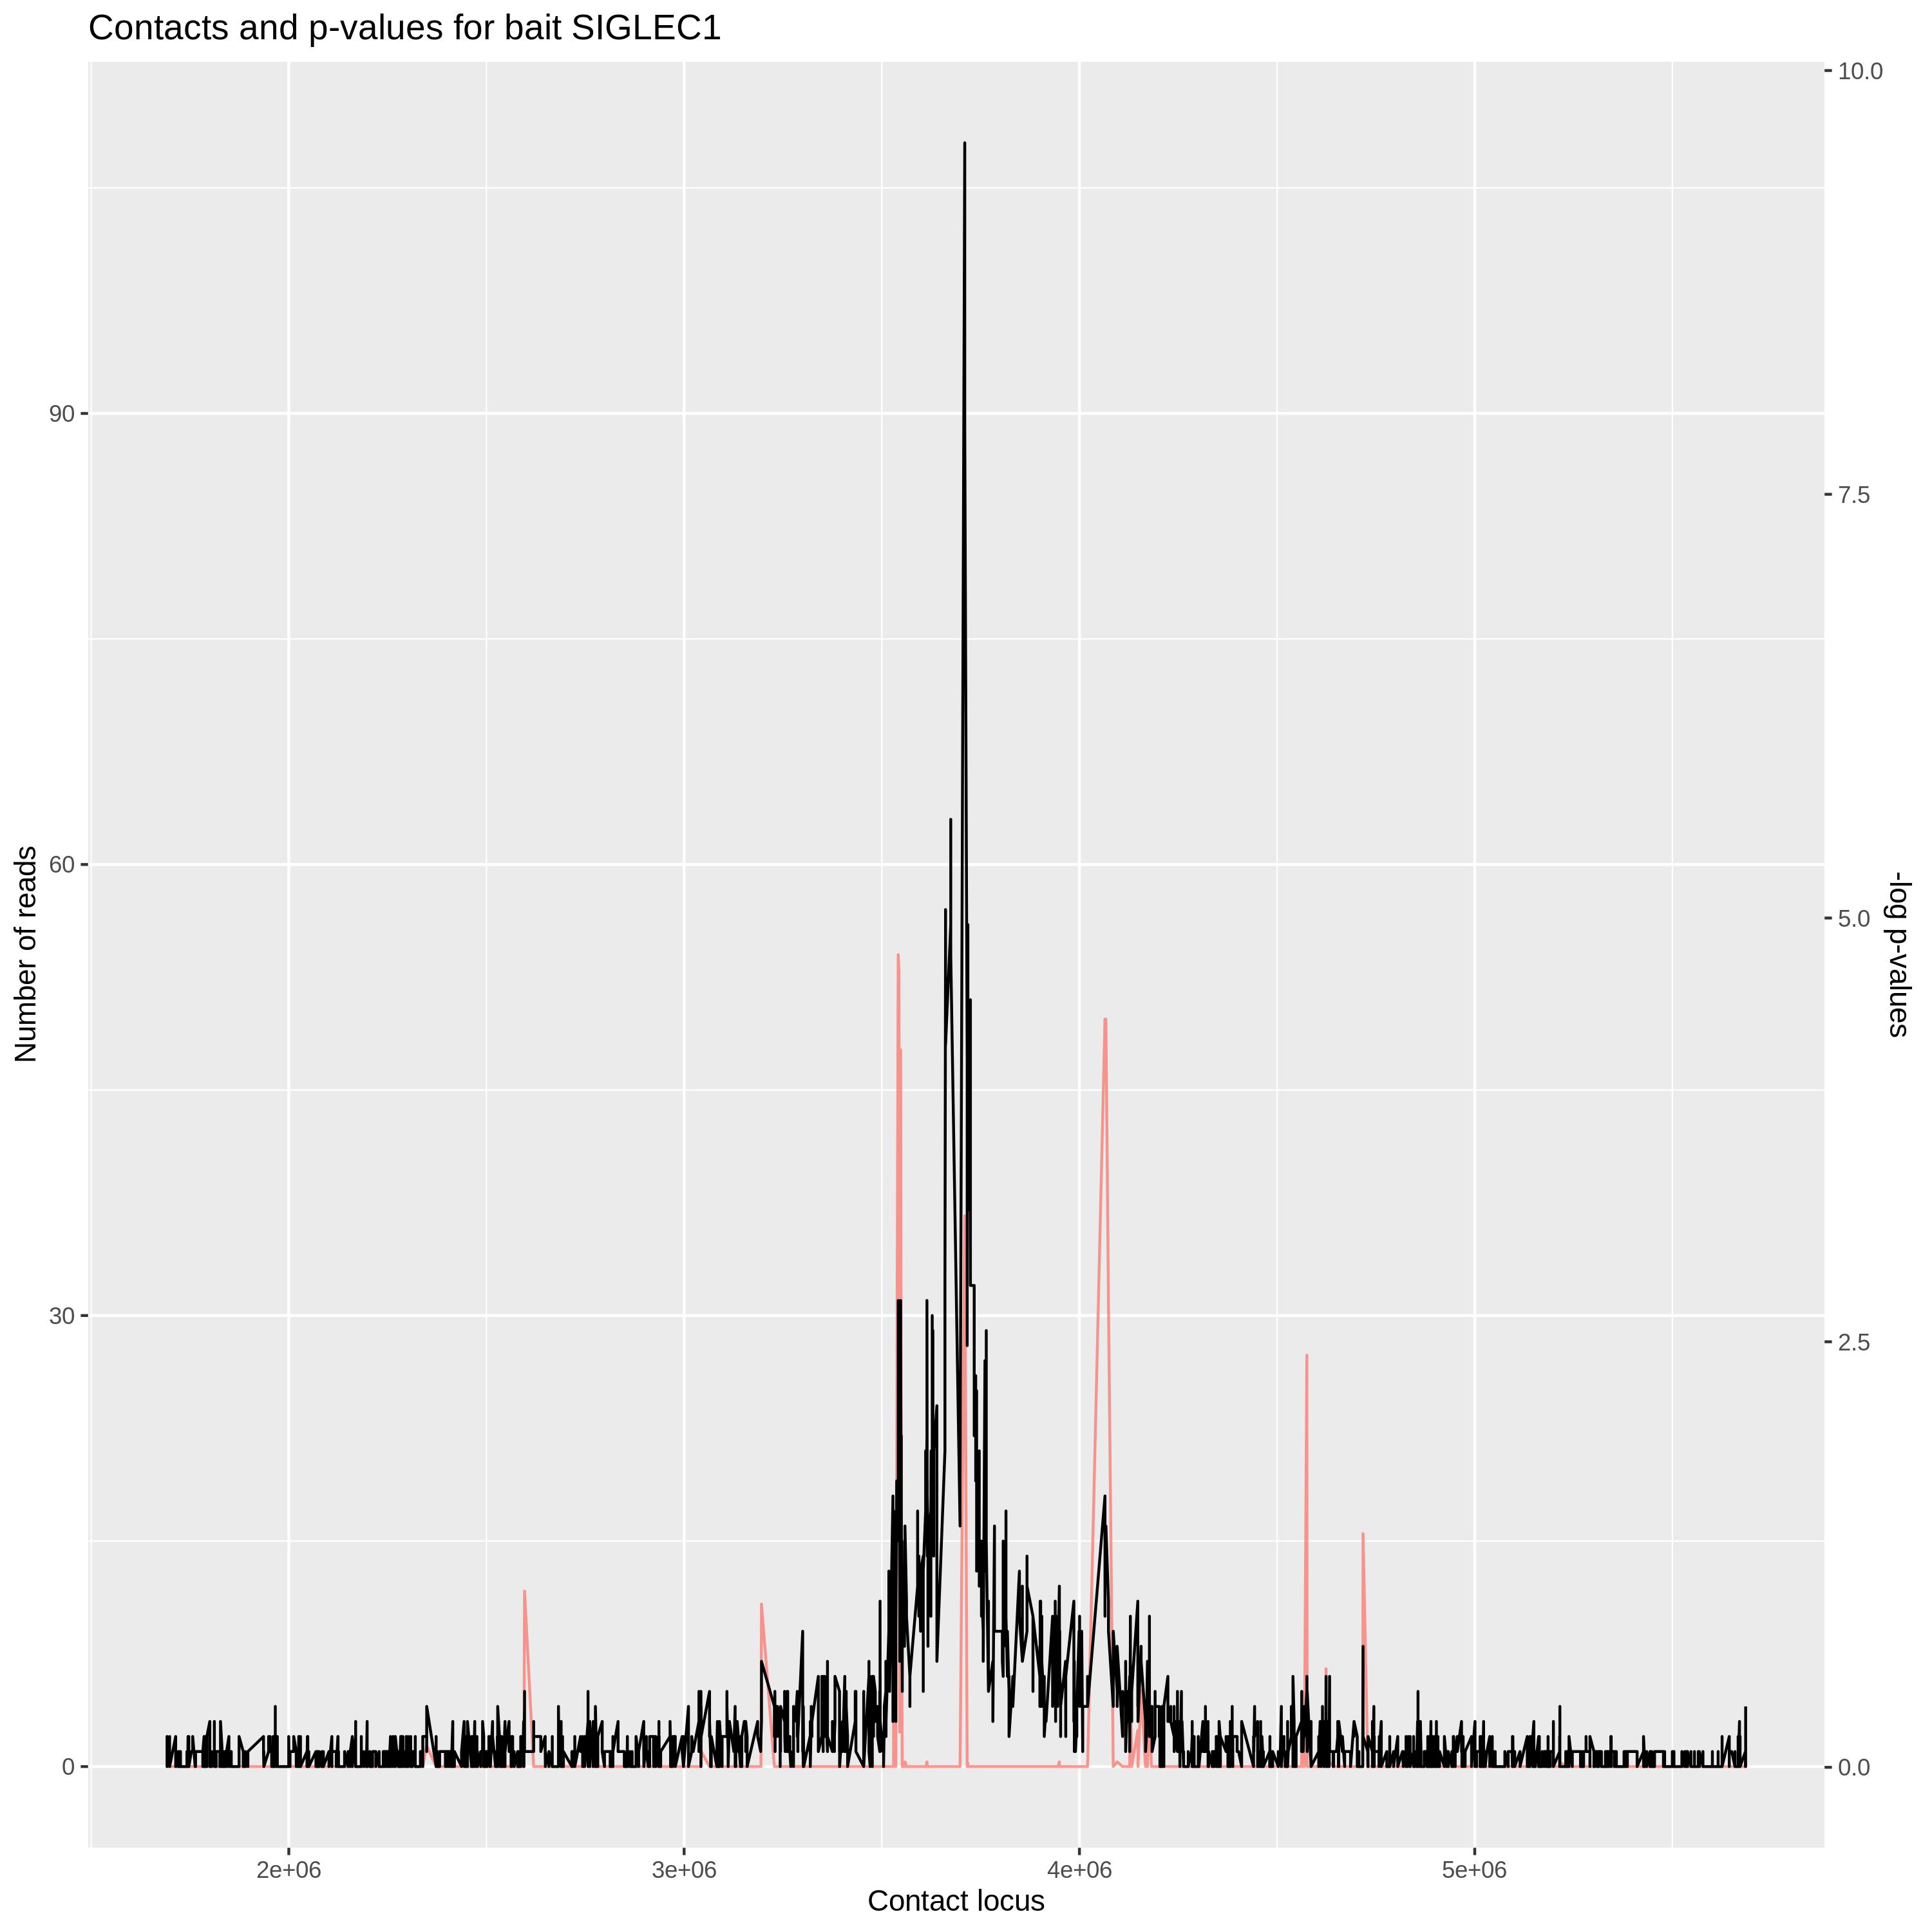 Contacts and p-values for bait SIGLEC1
10.0
90
7.5
Number of reads
60
-log p-values
5.0
30
2.5
0
0.0
2e+06
3e+06
4e+06
5e+06
Contact locus